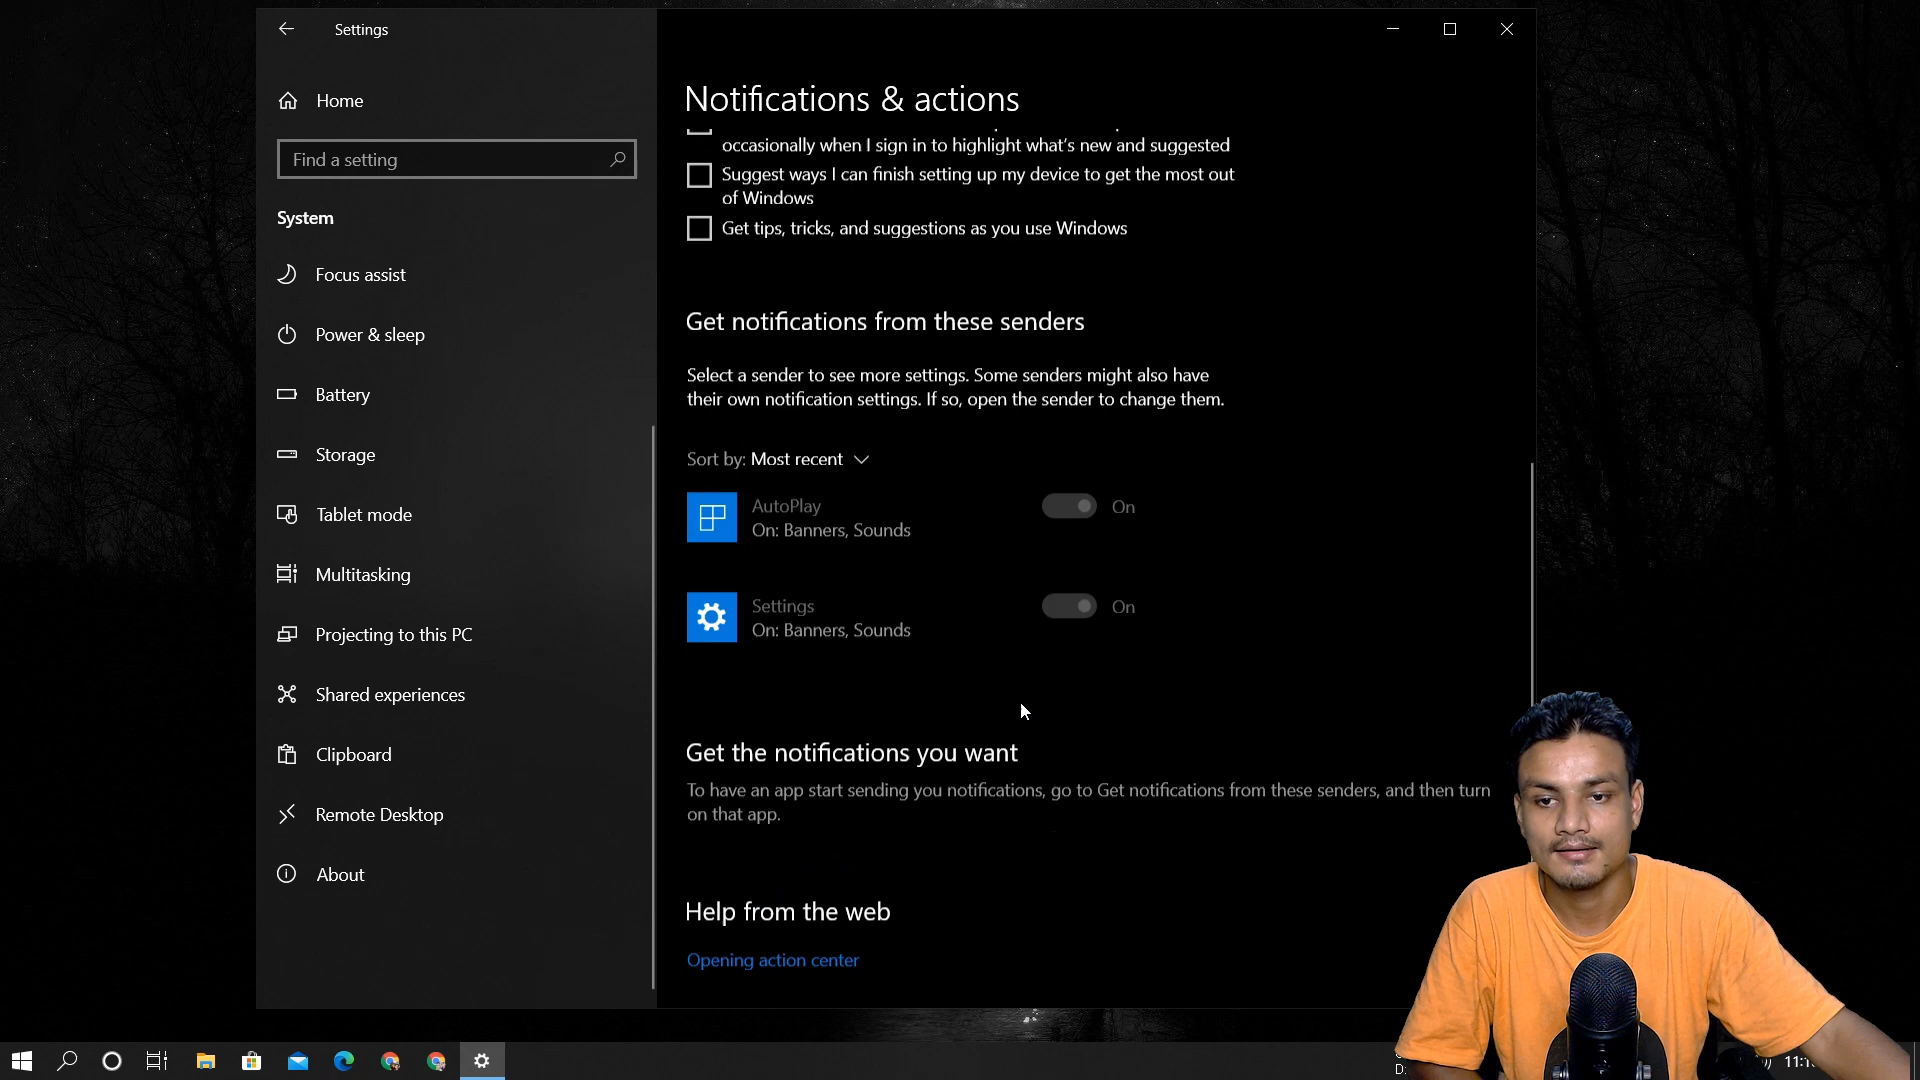 Settings
Home
Find a setting
System
Focus assist
Power & sleep
Battery
Storage
Tablet mode
Multitasking
Projecting to this PC
Shared experiences
Clipboard
Remote Desktop
About
Notifications & actions
occasionally when I sign in to highlight what's new and suggested
Suggest ways I can finish setting up my device to get the most out
of Windows
Get tips, tricks, and suggestions as you use Windows
Get notifications from these senders
Select a sender to see more settings. Some senders might also have
their own notification settings. If so, open the sender to change them.
Sort by: Most recent
AutoPlay
On: Banners, Sounds
On
Settings
On: Banners, Sounds
On
Get the notifications you want
To have an app start sending you notifications, go to Get notifications from these senders, and then turn
on that app.
Help from the web
Opening action center
D: